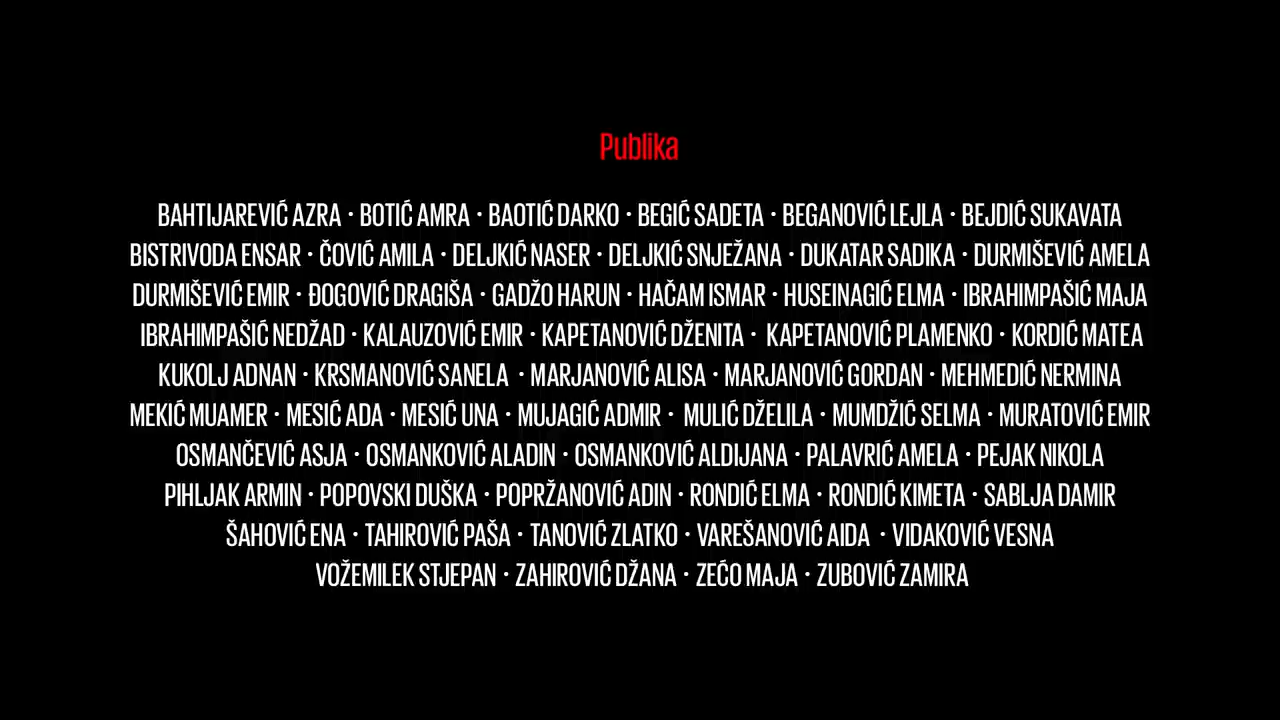 Publika
BAHTIJAREVIĆ AZRA • BOTIĆ AMRA • BAOTIĆ DARKO • BEGIĆ SADETA • BEGANOVIĆ LEJLA • BEJDIĆ SUKAVATA
BISTRIVODA ENSAR • ČOVIĆ AMILA • DELJKIĆ NASER • DELJKIĆ SNJEŽANA • DUKATAR SADIKA • DURMIŠEVIĆ AMELA
DURMIŠEVIĆ EMIR • ĐOGOVIĆ DRAGIŠA • GADŽO HARUN • HAČAM ISMAR • HUSEINAGIĆ ELMA • IBRAHIMPAŠIĆ MAJA
IBRAHIMPAŠIĆ NEDŽAD • KALAUZOVIĆ EMIR • KAPETANOVIĆ DŽENITA • KAPETANOVIĆ PLAMENKO • KORDIĆ MATEA
KUKOLJ ADNAN • KRSMANOVIĆ SANELA • MARJANOVIĆ ALISA • MARJANOVIĆ GORDAN • MEHMEDIĆ NERMINA
MEKIĆ MUAMER • MESIĆ ADA • MESIĆ UNA • MUJAGIĆ ADMIR • MULIĆ DŽELILA • MUMDŽIĆ SELMA • MURATOVIĆ EMIR
OSMANČEVIĆ ASJA • OSMANKOVIĆ ALADIN • OSMANKOVIĆ ALDIJANA • PALAVRIĆ AMELA • PEJAK NIKOLA
PIHLJAK ARMIN • POPOVSKI DUŠKA • POPRŽANOVIĆ ADIN • RONDIĆ ELMA • RONDIĆ KIMETA • SABLJA DAMIR
ŠAHOVIĆ ENA • TAHIROVIĆ PAŠA • TANOVIĆ ZLATKO • VAREŠANOVIĆ AIDA • VIDAKOVIĆ VESNA
VOŽEMILEK STJEPAN • ZAHIROVIĆ DŽANA • ZEĆO MAJA • ZUBOVIĆ ZAMIRA